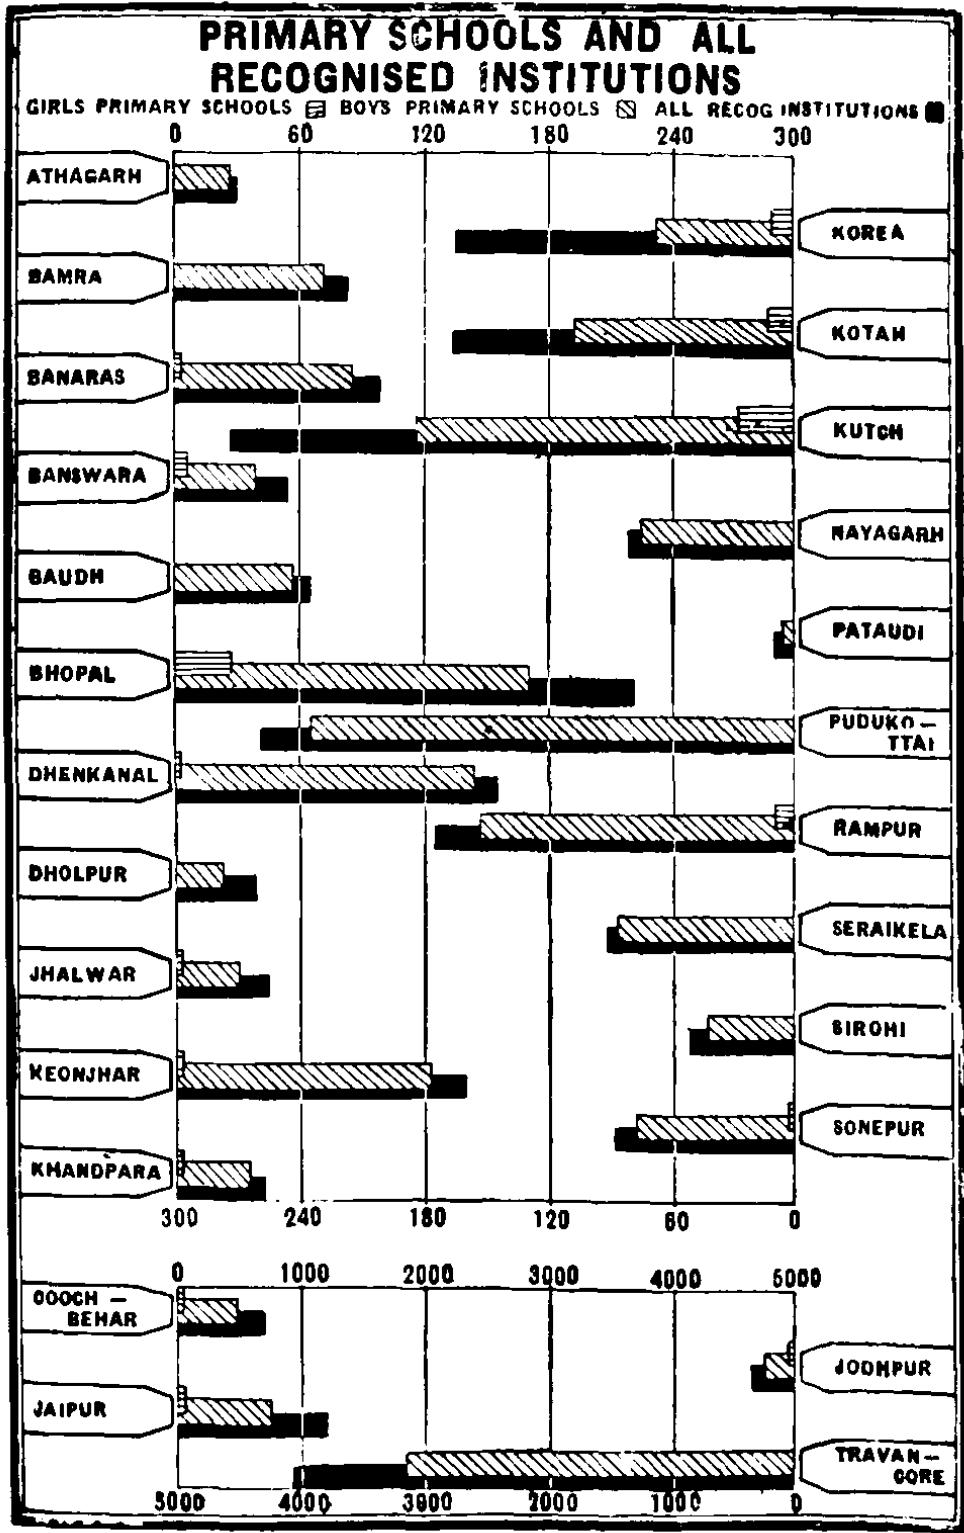 PRIMARY SCHOOLS AND ALL
RECOGNISED INSTITUTIONS
GIRLS PRIMARY SCHOOLS BOYS PRIMARY SCHOOLS ALL RECOG INSTITUTIONS
0 60 120 180 240 300
ATHAGARH
KOREA
BAMRA
KOTAH
BANARAS
KUTCH
BANSWARA
NAYAGARH
BAUDH
PATAUDI
BHOPAL
PUDUKO-
TTAI
DHENKANAL
RAMPUR
DHOLPUR
SERAIKELA
JHALWAR
SIROHI
KEONJHAR
SONEPUR
KHANDPARA
300 240 180 120 60 0
0 1000 2000 3000 4000 5000
COOCH -
BEHAR
JODHPUR
JAIPUR
TRAVAN-
CORE
5000 4000 3000 2000 1000 0